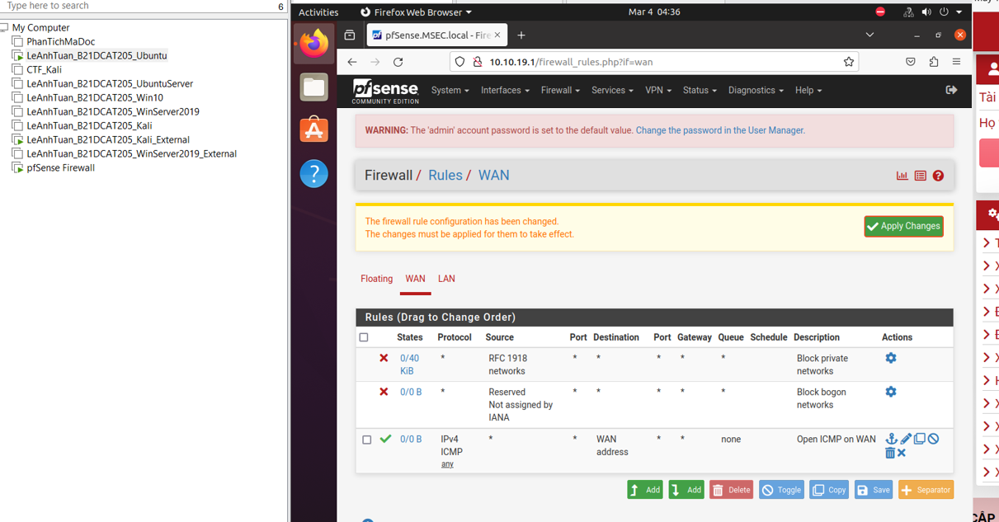 Type here to search
6
My Computer
PhanTichMaDoc
LeAnhTuan_B21DCAT205_Ubuntu
CTF_Kali
LeAnhTuan_B21DCAT205_UbuntuServer
LeAnhTuan_B21DCAT205_Win10
LeAnhTuan_B21DCAT205_WinServer2019
LeAnhTuan_B21DCAT205_Kali
LeAnhTuan_B21DCAT205_Kali_External
LeAnhTuan_B21DCAT205_WinServer2019_External
pfSense Firewall
Activities Firefox Web Browser Mar 4 04:36
pfSense.MSEC.local - Fire
10.10.19.1/firewall_rules.php?if=wan
pfsense
COMMUNITY EDITION
System Interfaces Firewall Services VPN Status Diagnostics Help
WARNING: The 'admin' account password is set to the default value. Change the password in the User Manager.
Firewall / Rules / WAN
The firewall rule configuration has been changed.
The changes must be applied for them to take effect.
Apply Changes
Floating WAN LAN
Rules (Drag to Change Order)
States Protocol Source Port Destination Port Gateway Queue Schedule Description Actions
0/40 KiB * RFC 1918 networks * * * * * Block private networks
0/0 B * Reserved Not assigned by IANA * * * * * Block bogon networks
0/0 B IPv4 ICMP any * * WAN address * * none Open ICMP on WAN
Add Add Delete Toggle Copy Save Separator
Tài
Họ
CẤP